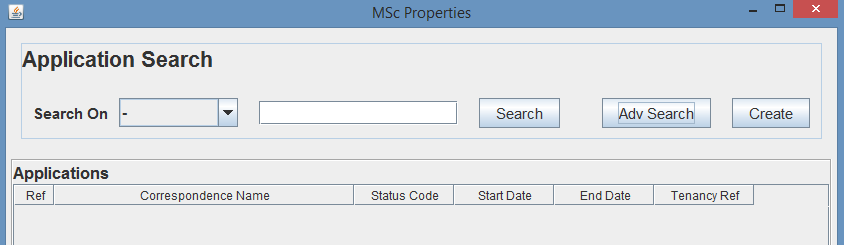 MSc Properties
Application Search
Search On - Search Adv Search Create
Applications
Ref Correspondence Name Status Code Start Date End Date Tenancy Ref